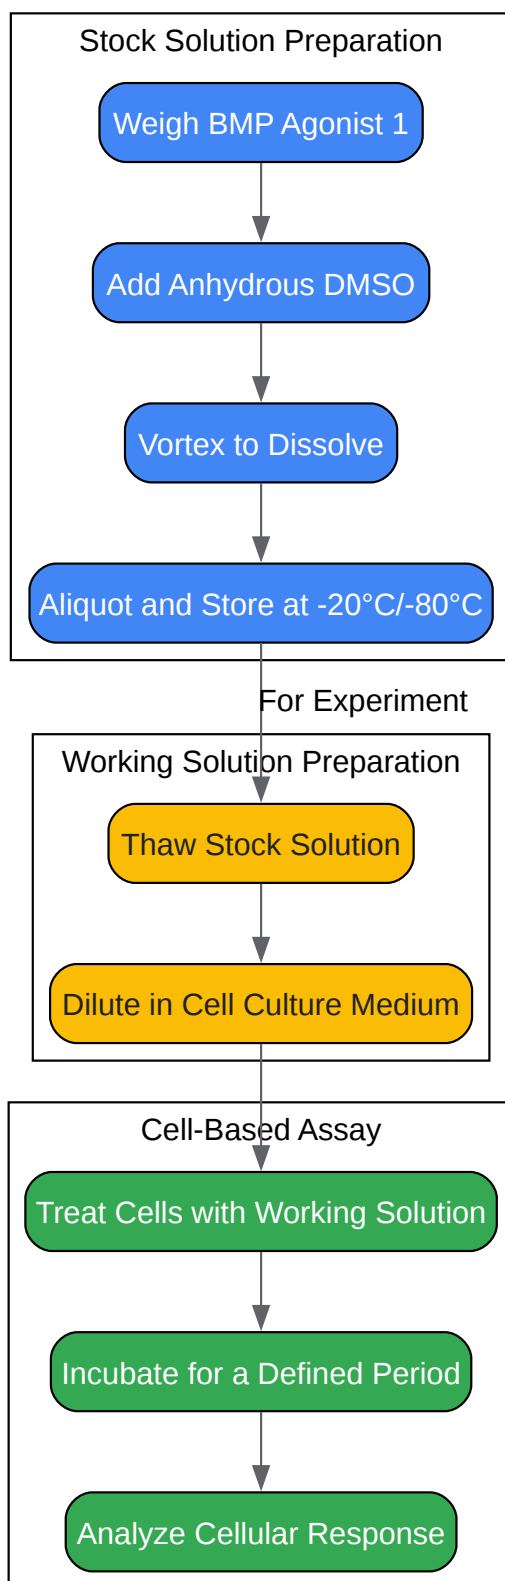 Stock Solution Preparation
Weigh BMP Agonist 1
Add Anhydrous DMSO
Vortex to Dissolve
Aliquot and Store at -20°C/-80°C
For Experiment
Working Solution Preparation
Thaw Stock Solution
Dilute in Cell Culture Medium
Cell-Based Assay
Treat Cells with Working Solution
Incubate for a Defined Period
Analyze Cellular Response